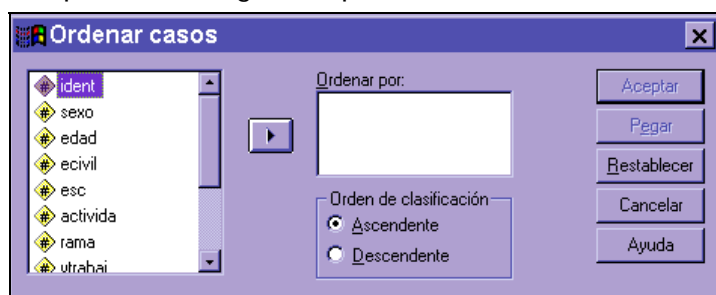 Ordenar casos
ident
sexo
edad
ecivil
esc
activida
rama
Ordenar por:
Orden de clasificación
Ascendente
Descendente
Aceptar
Pegar
Restablecer
Cancelar
Ayuda